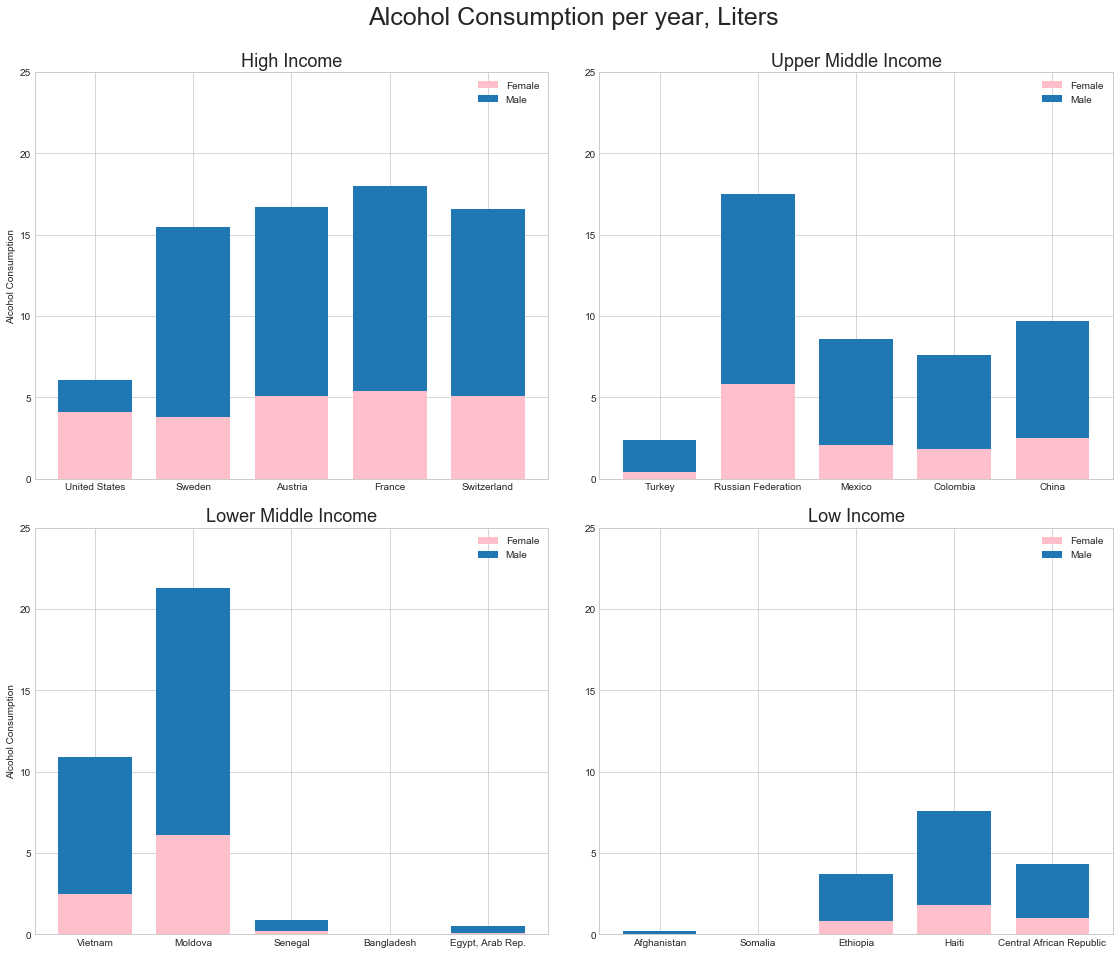 Alcohol Consumption per year, Liters
High Income
25
20
15
10
5
0
Alcohol Consumption
Female
Male
United States Sweden Austria France Switzerland
Upper Middle Income
25
20
15
10
5
0
Female
Male
Turkey Russian Federation Mexico Colombia China
Lower Middle Income
25
20
15
10
5
0
Alcohol Consumption
Female
Male
Vietnam Moldova Senegal Bangladesh Egypt, Arab Rep.
Low Income
25
20
15
10
5
0
Female
Male
Afghanistan Somalia Ethiopia Haiti Central African Republic